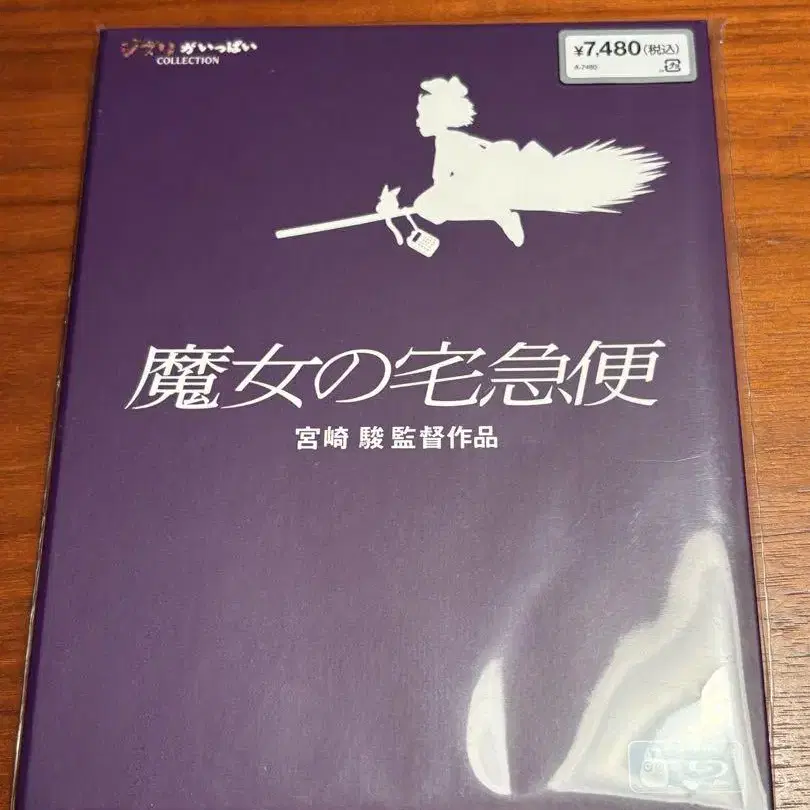 ジブリがいっぱい
COLLECTION
¥7,480(税込)
魔女の宅急便
宮崎 駿 監督作品